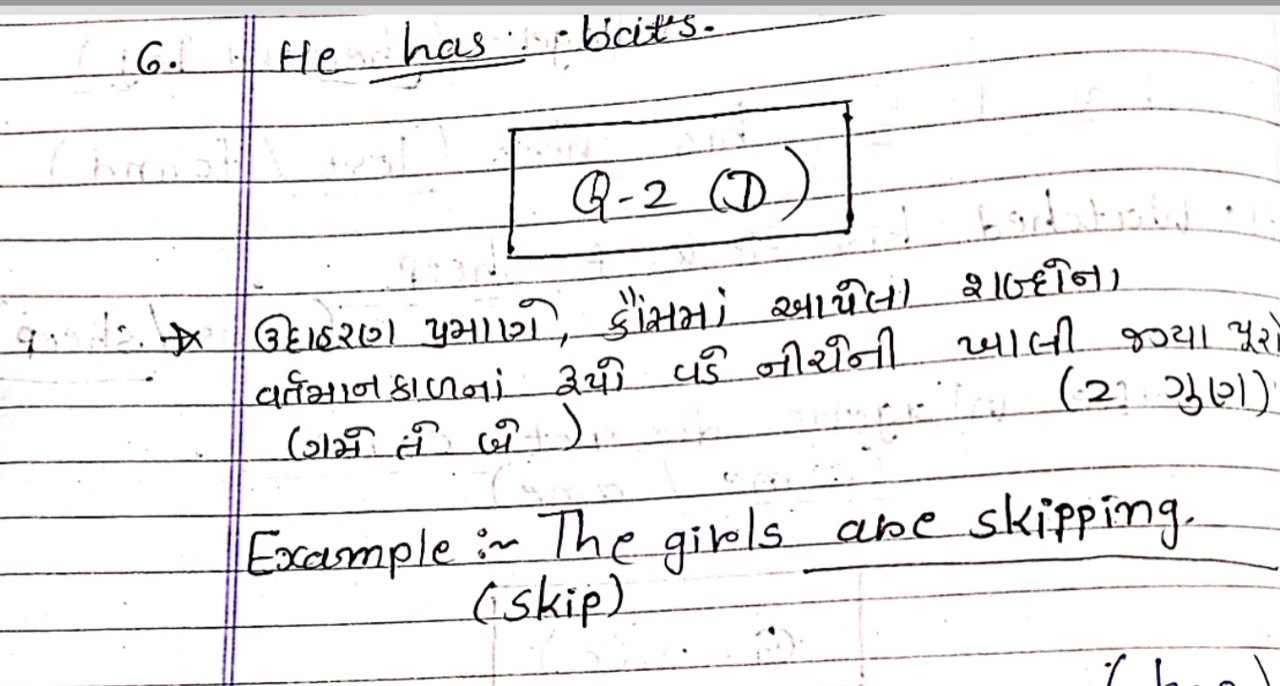 6. He has bats.
Q-2 (D)
→ ઉદાહરણ પ્રમાણે, કૌંસમાં આપેલા શબ્દોના
વર્તમાનકાળનાં રૂપો વડે નીચેની ખાલી જગ્યા પૂરો
(ગમે તે બે) (2 ગુણ)
Example :- The girls are skipping.
(skip)